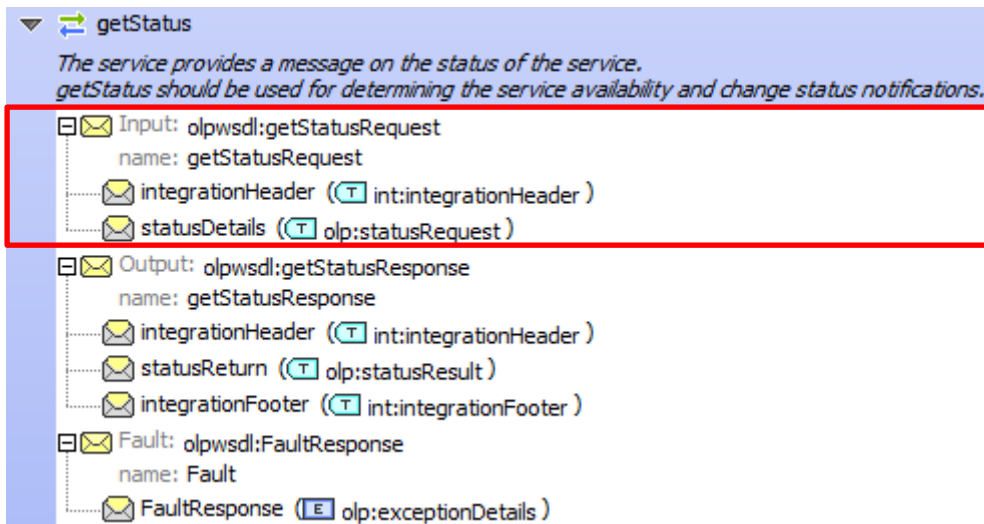 getStatus
The service provides a message on the status of the service.
getStatus should be used for determining the service availability and change status notifications.
Input: olpwsdl:getStatusRequest
name: getStatusRequest
integrationHeader (T int:integrationHeader )
statusDetails (T olp:statusRequest )
Output: olpwsdl:getStatusResponse
name: getStatusResponse
integrationHeader (T int:integrationHeader )
statusReturn (T olp:statusResult )
integrationFooter (T int:integrationFooter )
Fault: olpwsdl:FaultResponse
name: Fault
FaultResponse (E olp:exceptionDetails )